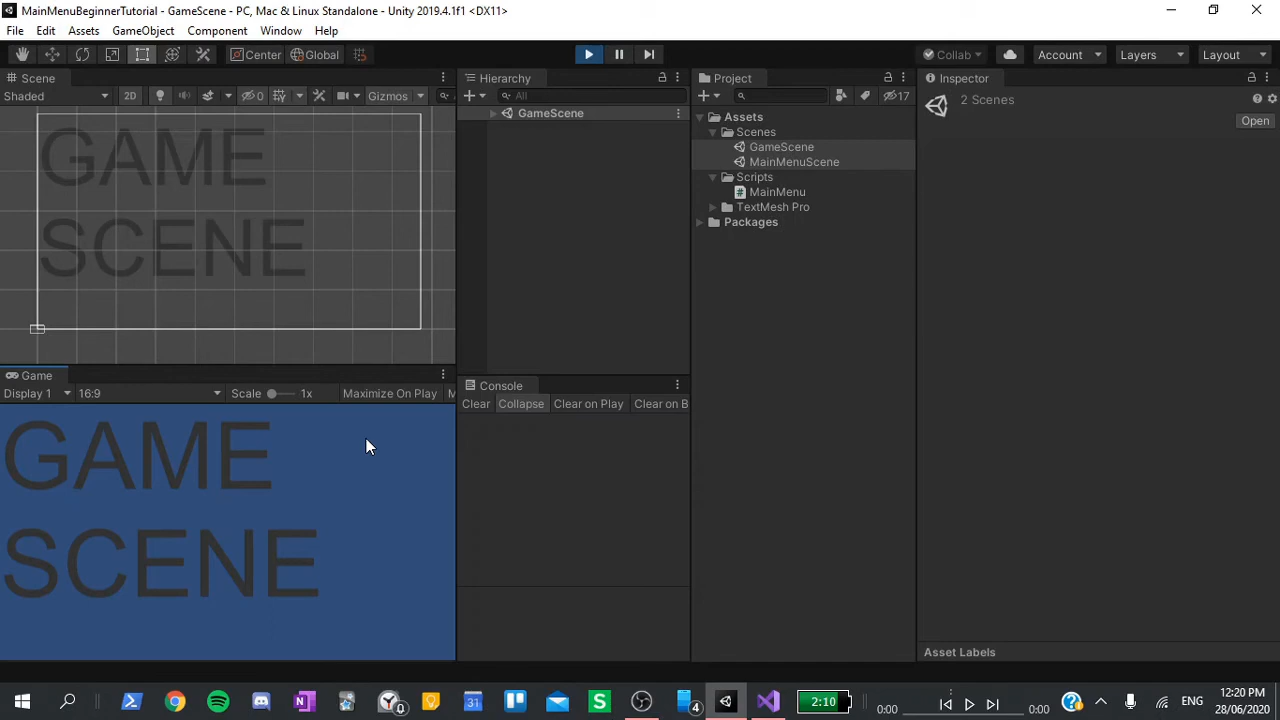 MainMenuBeginnerTutorial - GameScene - PC, Mac & Linux Standalone - Unity 2019.4.1f1 <DX11>
File Edit Assets GameObject Component Window Help
Center Global Collab Account Layers Layout
Scene Hierarchy Project Inspector
Shaded 2D 0 Gizmos All 17 2 Scenes
Open
GameScene
Assets
Scenes
GameScene
MainMenuScene
Scripts
# MainMenu
TextMesh Pro
Packages
GAME
SCENE
Game
Display 1 16:9 Scale 1x Maximize On Play M
Console
Clear Collapse Clear on Play Clear on B
GAME
SCENE
Asset Labels
0 31 S 4 2:10 0:00 0:00 ENG
12:20 PM
28/06/2020